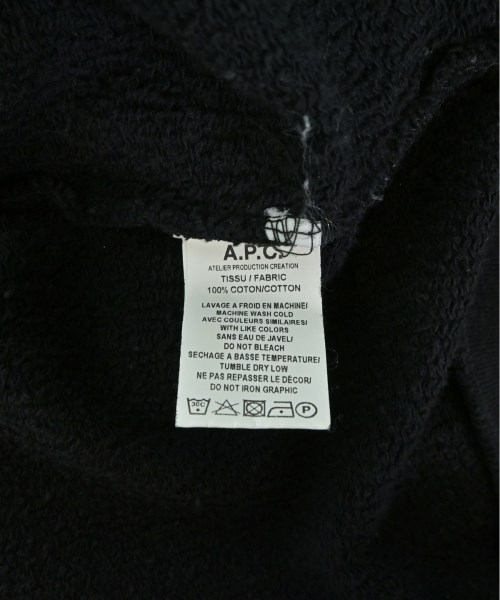 A.P.C.
ATELIER PRODUCTION CREATION
TISSU / FABRIC
100% COTON/COTTON
LAVAGE A FROID EN MACHINE/
MACHINE WASH COLD
AVEC COULEURS SIMILAIRES/
WITH LIKE COLORS
SANS EAU DE JAVEL/
DO NOT BLEACH
SECHAGE A BASSE TEMPERATURE/
TUMBLE DRY LOW
NE PAS REPASSER LE DÉCOR/
DO NOT IRON GRAPHIC
30C P